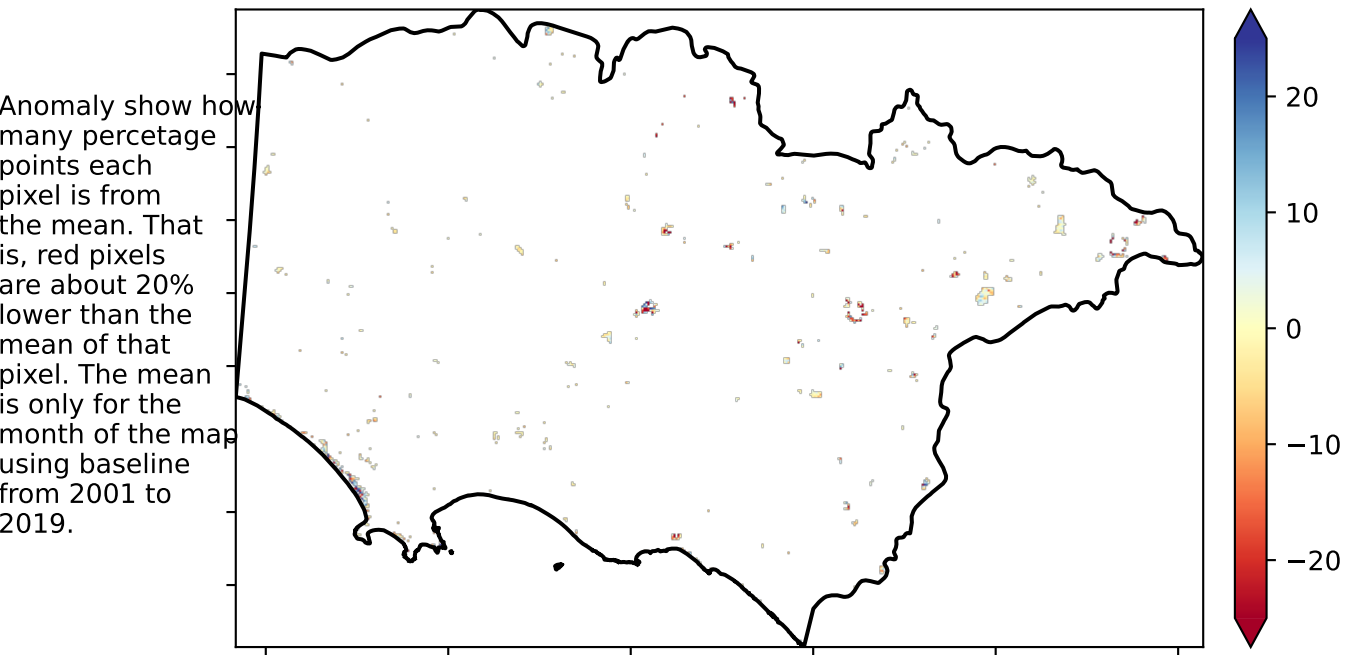 Anomaly show how
many percetage
points each
pixel is from
the mean. That
is, red pixels
are about 20%
lower than the
mean of that
pixel. The mean
is only for the
month of the map
using baseline
from 2001 to
2019.
20
10
0
−10
−20